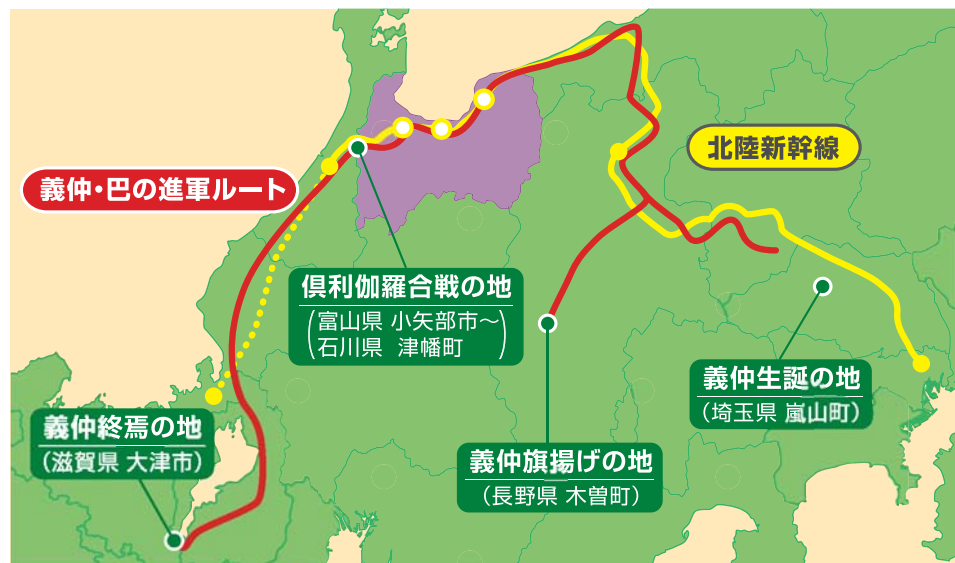 北陸新幹線
義仲・巴の進軍ルート
倶利伽羅合戦の地
(富山県 小矢部市〜
石川県 津幡町)
義仲生誕の地
(埼玉県 嵐山町)
義仲終焉の地
(滋賀県 大津市)
義仲旗揚げの地
(長野県 木曽町)